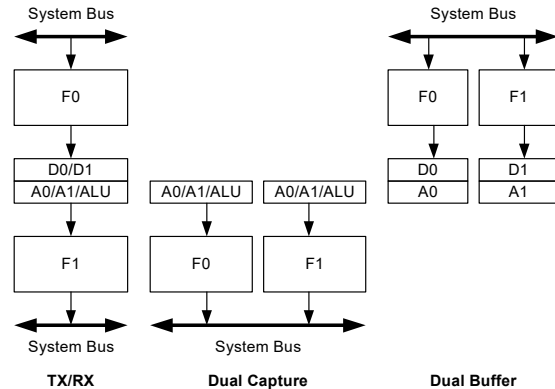 System Bus
F0
D0/D1
A0/A1/ALU
F1
System Bus
TX/RX
A0/A1/ALU
A0/A1/ALU
F0
F1
System Bus
Dual Capture
System Bus
F0
F1
D0
D1
A0
A1
Dual Buffer